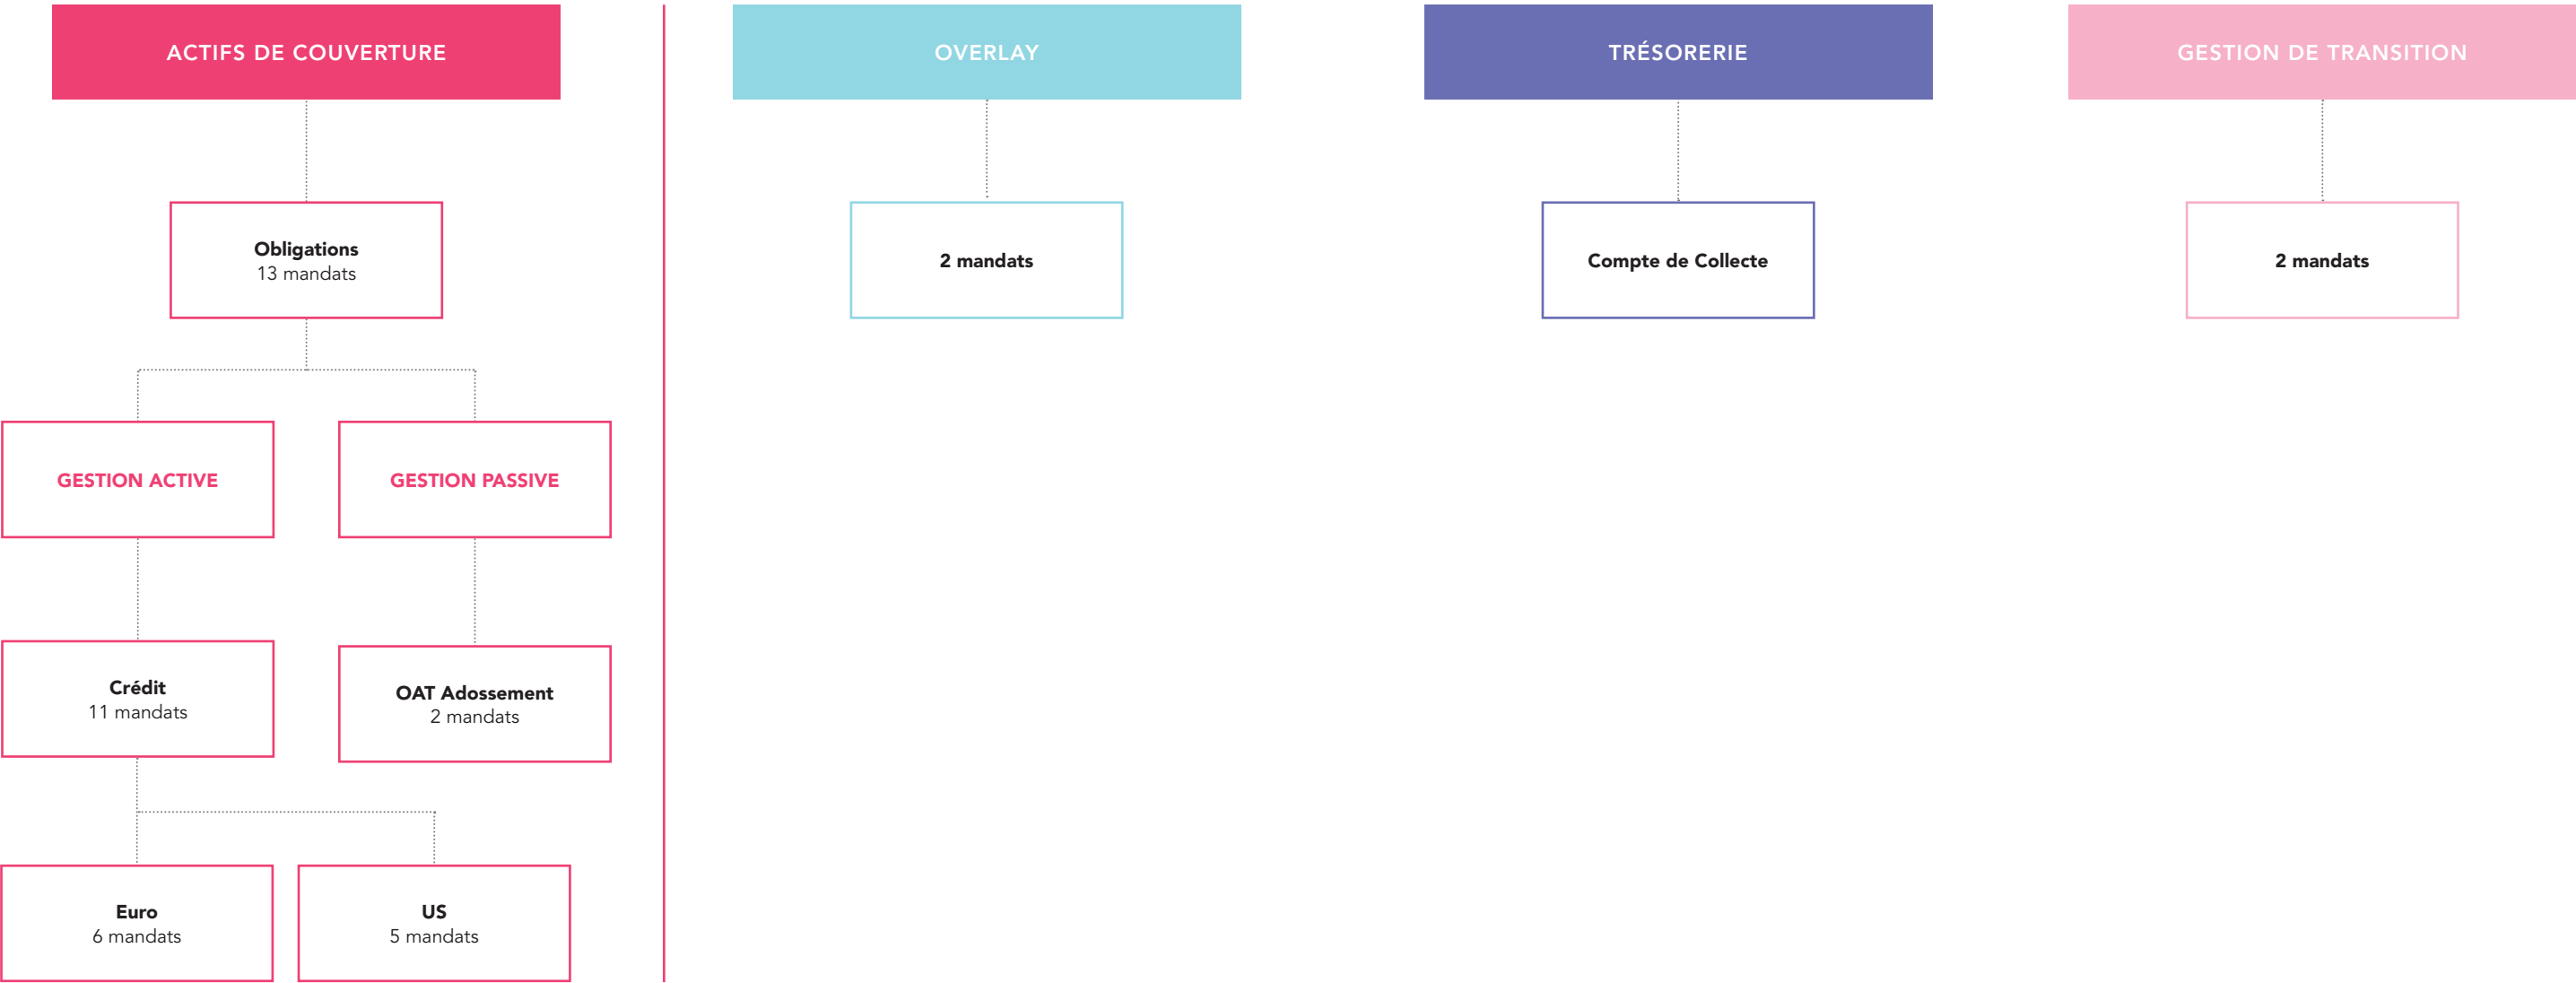 ACTIFS DE COUVERTURE
OVERLAY
TRÉSORERIE
GESTION DE TRANSITION
Obligations
13 mandats
2 mandats
Compte de Collecte
2 mandats
GESTION ACTIVE
GESTION PASSIVE
Crédit
11 mandats
OAT Adossement
2 mandats
Euro
6 mandats
US
5 mandats